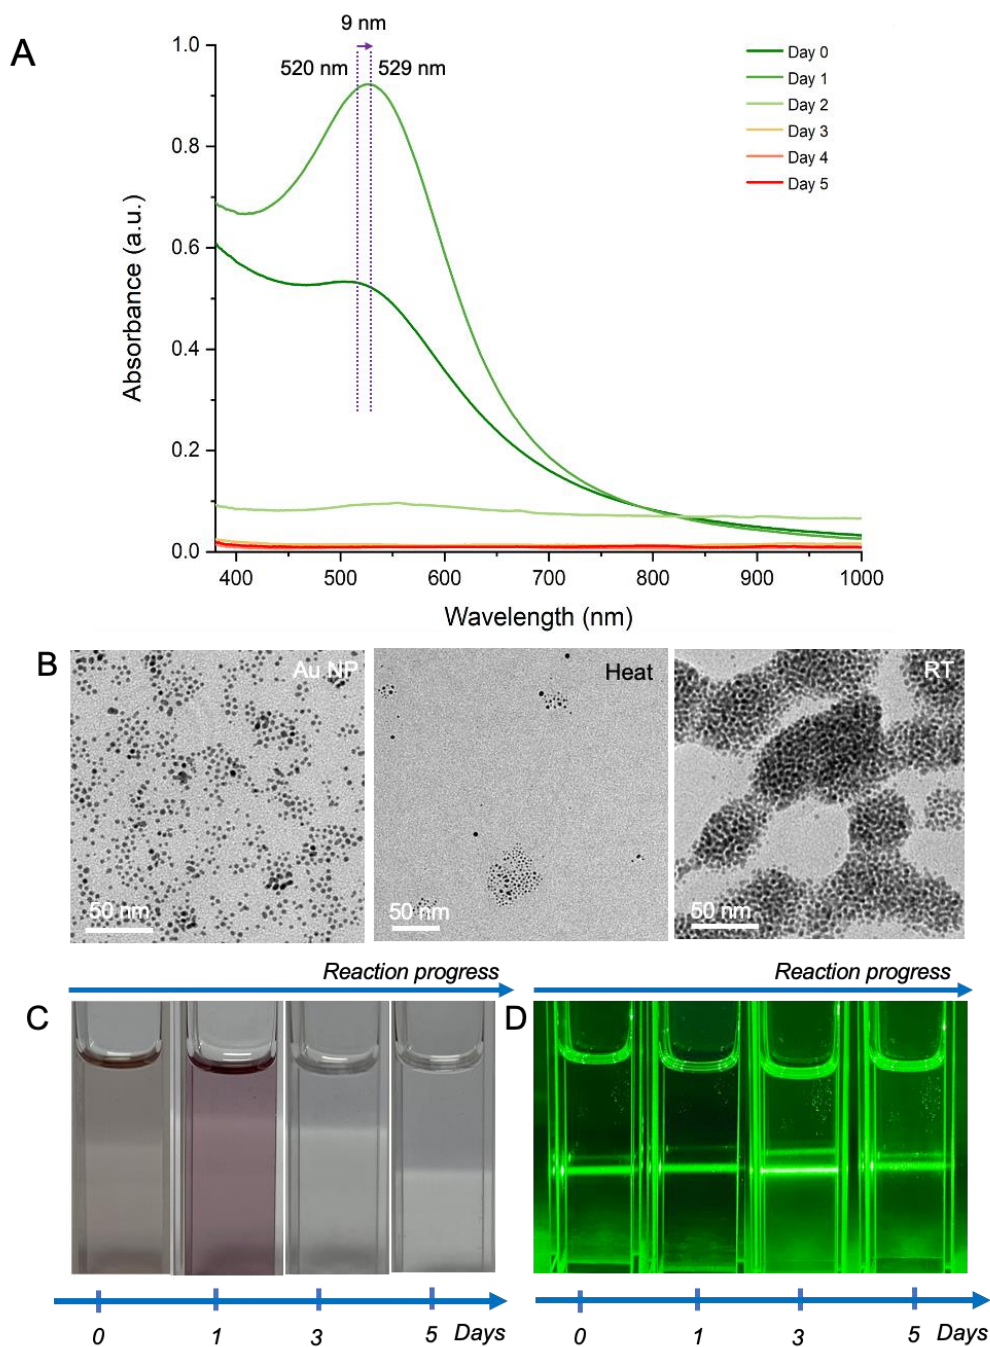 A
9 nm
520 nm
529 nm
Day 0
Day 1
Day 2
Day 3
Day 4
Day 5
1.0
0.8
0.6
0.4
0.2
0.0
Absorbance (a.u.)
400 500 600 700 800 900 1000
Wavelength (nm)
B
Au NP
50 nm
Heat
50 nm
RT
50 nm
Reaction progress
C
Reaction progress
D
0 1 3 5 Days
0 1 3 5 Days